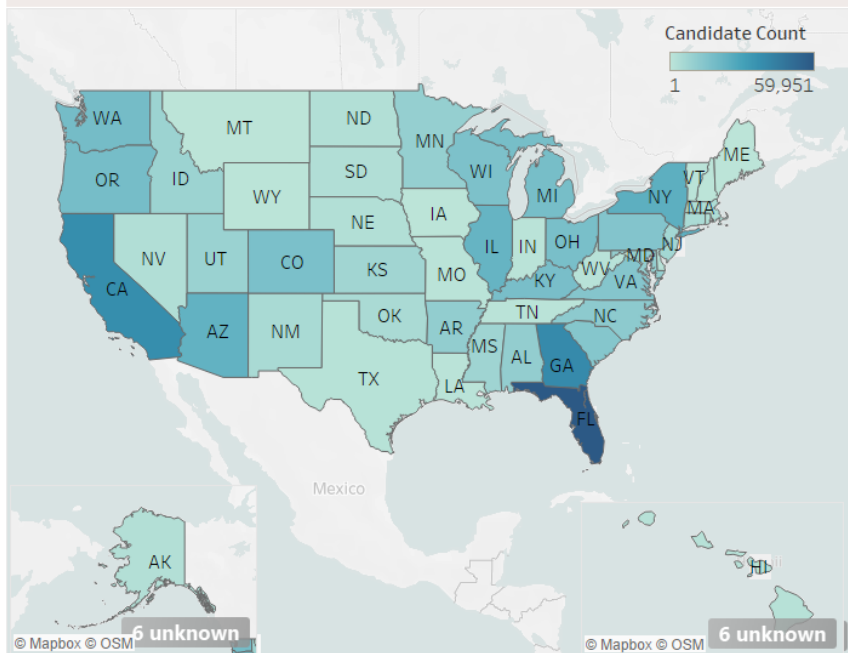 Candidate Count
1 59,951
WA
MT
ND
MN
ME
VT
OR
ID
SD
WI
MI
NY
MA
WY
IA
NE
IL
IN
OH
NJ
NV
UT
CO
KS
MO
KY
WV
MD
VA
CA
AZ
NM
OK
AR
TN
NC
MS
AL
GA
TX
LA
FL
Mexico
AK
HI
6 unknown
6 unknown
© Mapbox © OSM
© Mapbox © OSM